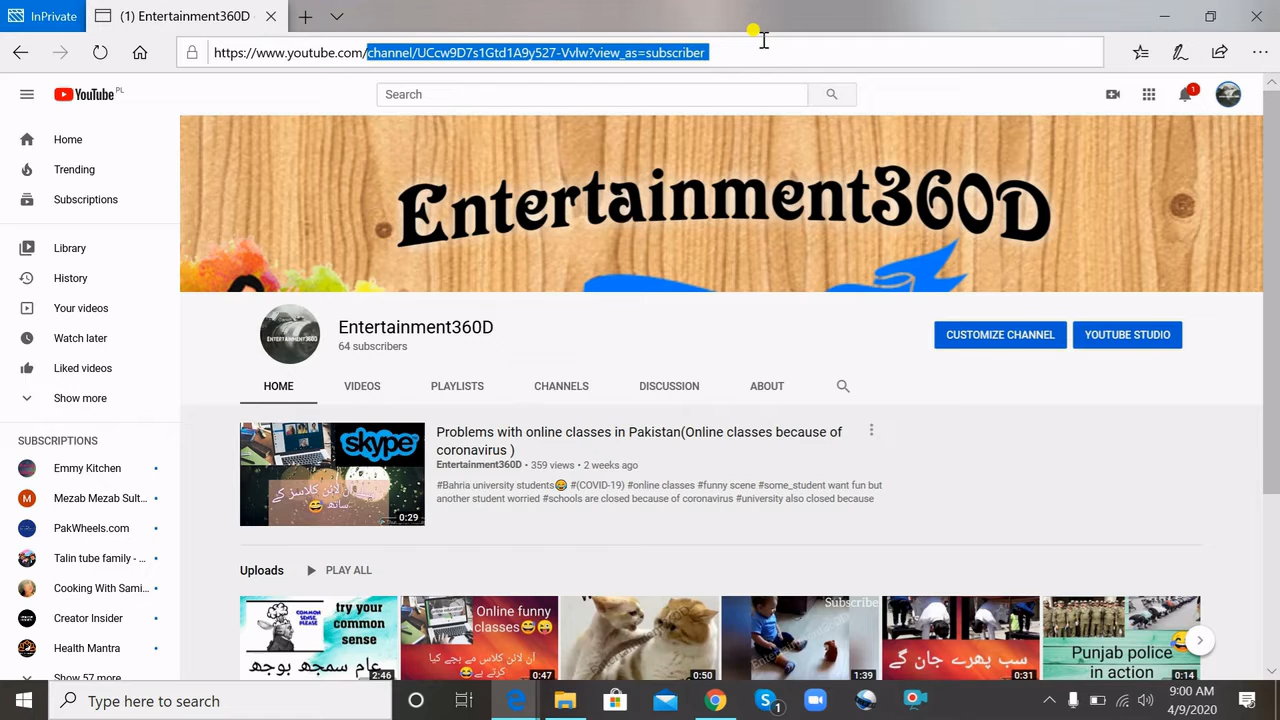 InPrivate
(1) Entertainment360D
https://www.youtube.com/channel/UCcw9D7s1Gtd1A9y527-Vvlw?view_as=subscriber
YouTube PL
Search
1
Home
Trending
Subscriptions
Library
History
Your videos
Watch later
Liked videos
Show more
SUBSCRIPTIONS
Emmy Kitchen
Mezab Mezab Sult...
PakWheels.com
Talin tube family - ...
Cooking With Sami...
Creator Insider
Health Mantra
Show 57 more
Entertainment360D
Entertainment360D
64 subscribers
CUSTOMIZE CHANNEL
YOUTUBE STUDIO
HOME
VIDEOS
PLAYLISTS
CHANNELS
DISCUSSION
ABOUT
skype
0:29
Problems with online classes in Pakistan(Online classes because of
coronavirus )
Entertainment360D • 359 views • 2 weeks ago
#Bahria university students😂 #(COVID-19) #online classes #funny scene #some_student want fun but
another student worried #schools are closed because of coronavirus #university also closed because
Uploads
PLAY ALL
COMMON
SENSE,
PLEASE
try your
common
sense
عام سمجھ بوجھ
2:46
Online funny
classes😅😜
0:47
0:50
Subscribe
1:39
سب پھرے جان گے
0:31
Punjab police
in action
0:14
Type here to search
1
9:00 AM
4/9/2020